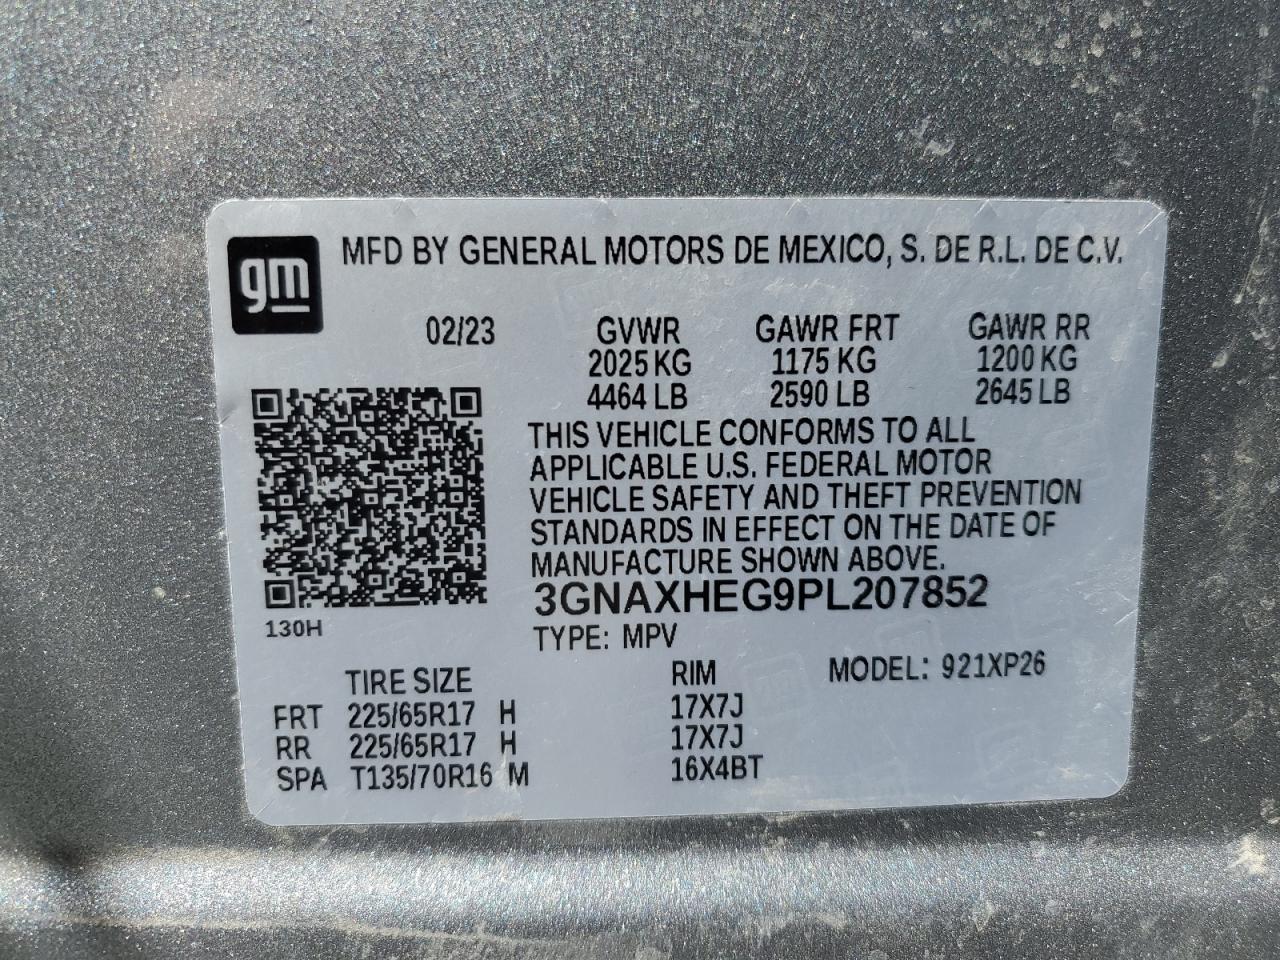 gm
MFD BY GENERAL MOTORS DE MEXICO, S. DE R.L. DE C.V.
02/23 GVWR GAWR FRT GAWR RR
2025 KG 1175 KG 1200 KG
4464 LB 2590 LB 2645 LB
THIS VEHICLE CONFORMS TO ALL
APPLICABLE U.S. FEDERAL MOTOR
VEHICLE SAFETY AND THEFT PREVENTION
STANDARDS IN EFFECT ON THE DATE OF
MANUFACTURE SHOWN ABOVE.
3GNAXHEG9PL207852
130H
TYPE: MPV
TIRE SIZE RIM MODEL: 921XP26
FRT 225/65R17 H 17X7J
RR 225/65R17 H 17X7J
SPA T135/70R16 M 16X4BT